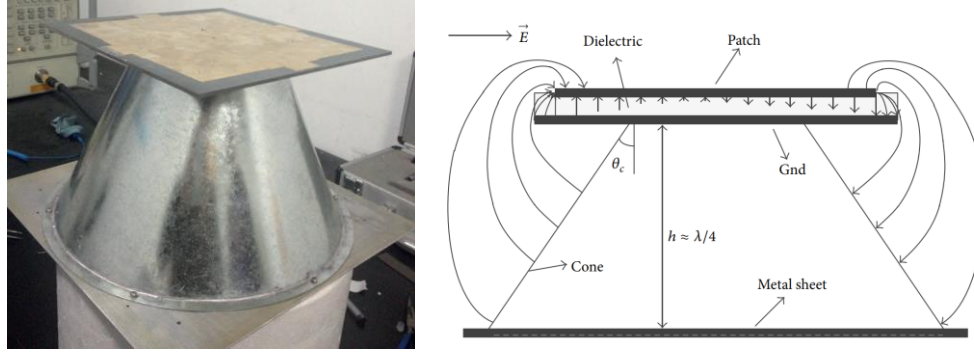 E
Dielectric
Patch
θc
Gnd
h ≈ λ/4
Cone
Metal sheet